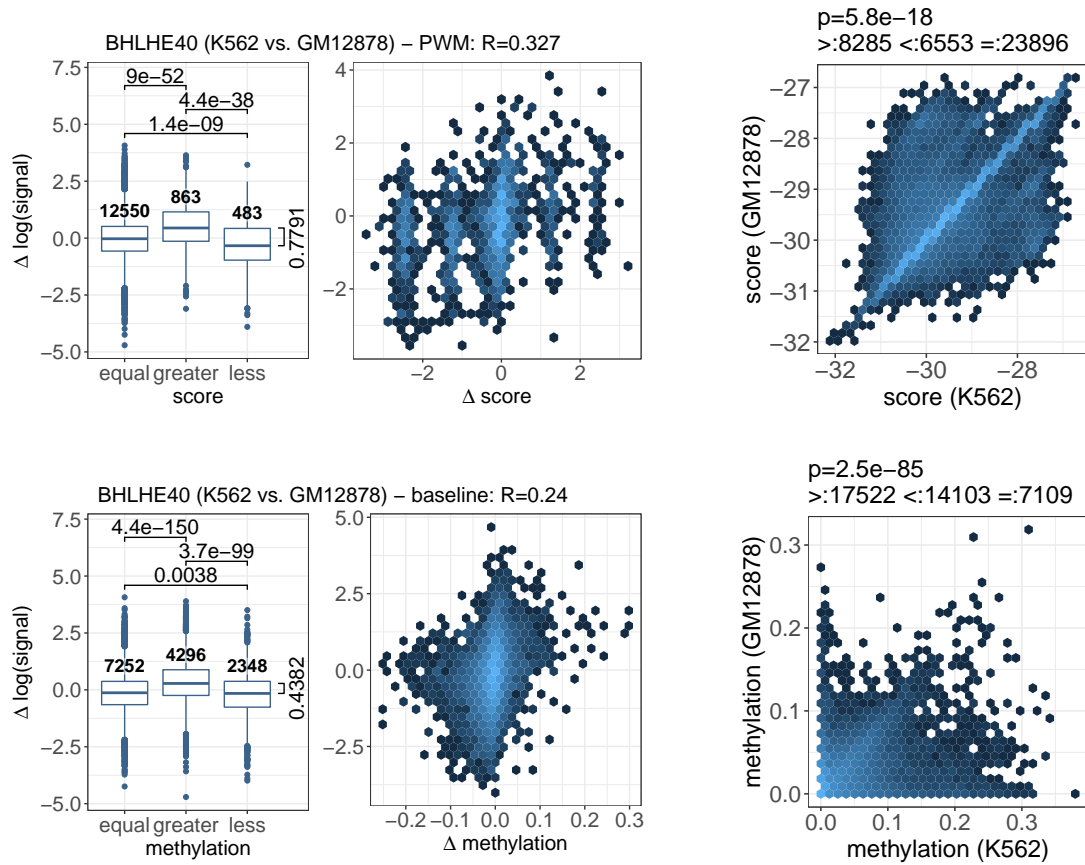 BHLHE40 (K562 vs. GM12878) − PWM: R=0.327
7.5
5.0
2.5
0.0
−2.5
−5.0
Δ log(signal)
9e−52
4.4e−38
1.4e−09
12550
863
483
0.7791
equal
greater
less
score
4
2
0
−2
−2
0
2
Δ score
p=5.8e−18
>:8285 <:6553 =:23896
−27
−28
−29
−30
−31
−32
score (GM12878)
−32
−30
−28
score (K562)
BHLHE40 (K562 vs. GM12878) − baseline: R=0.24
7.5
5.0
2.5
0.0
−2.5
−5.0
Δ log(signal)
4.4e−150
3.7e−99
0.0038
7252
4296
2348
0.4382
equal
greater
less
methylation
5.0
2.5
0.0
−2.5
−0.2
−0.1
0.0
0.1
0.2
0.3
Δ methylation
p=2.5e−85
>:17522 <:14103 =:7109
0.3
0.2
0.1
0.0
methylation (GM12878)
0.0
0.1
0.2
0.3
methylation (K562)